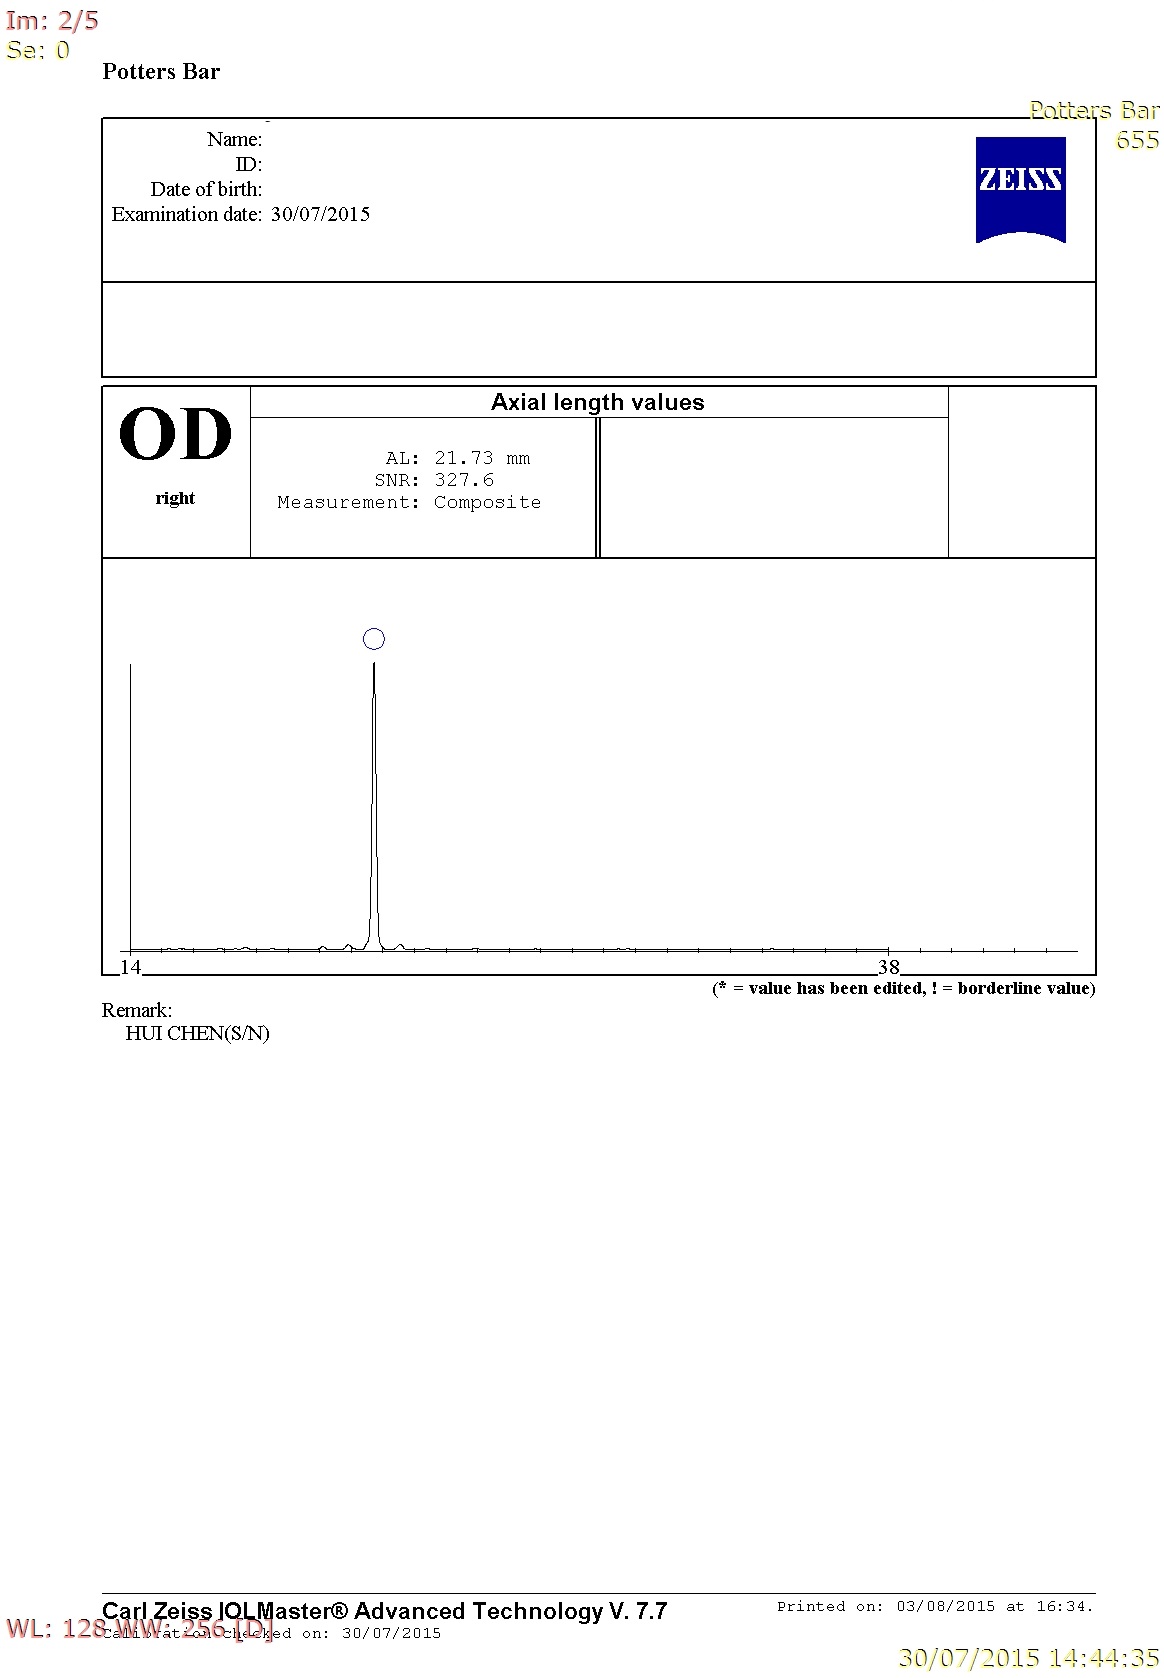 Im: 2/5
Se: 0
Potters Bar
Potters Bar
655
Name:
ID:
Date of birth:
Examination date: 30/07/2015
ZEISS
OD
right
Axial length values
AL: 21.73 mm
SNR: 327.6
Measurement: Composite
14
38
(* = value has been edited, ! = borderline value)
Remark:
HUI CHEN(S/N)
Carl Zeiss IOLMaster® Advanced Technology V. 7.7
Printed on: 03/08/2015 at 16:34.
WL: 128 WW: 256 [D]
Calibration checked on: 30/07/2015
30/07/2015 14:44:35